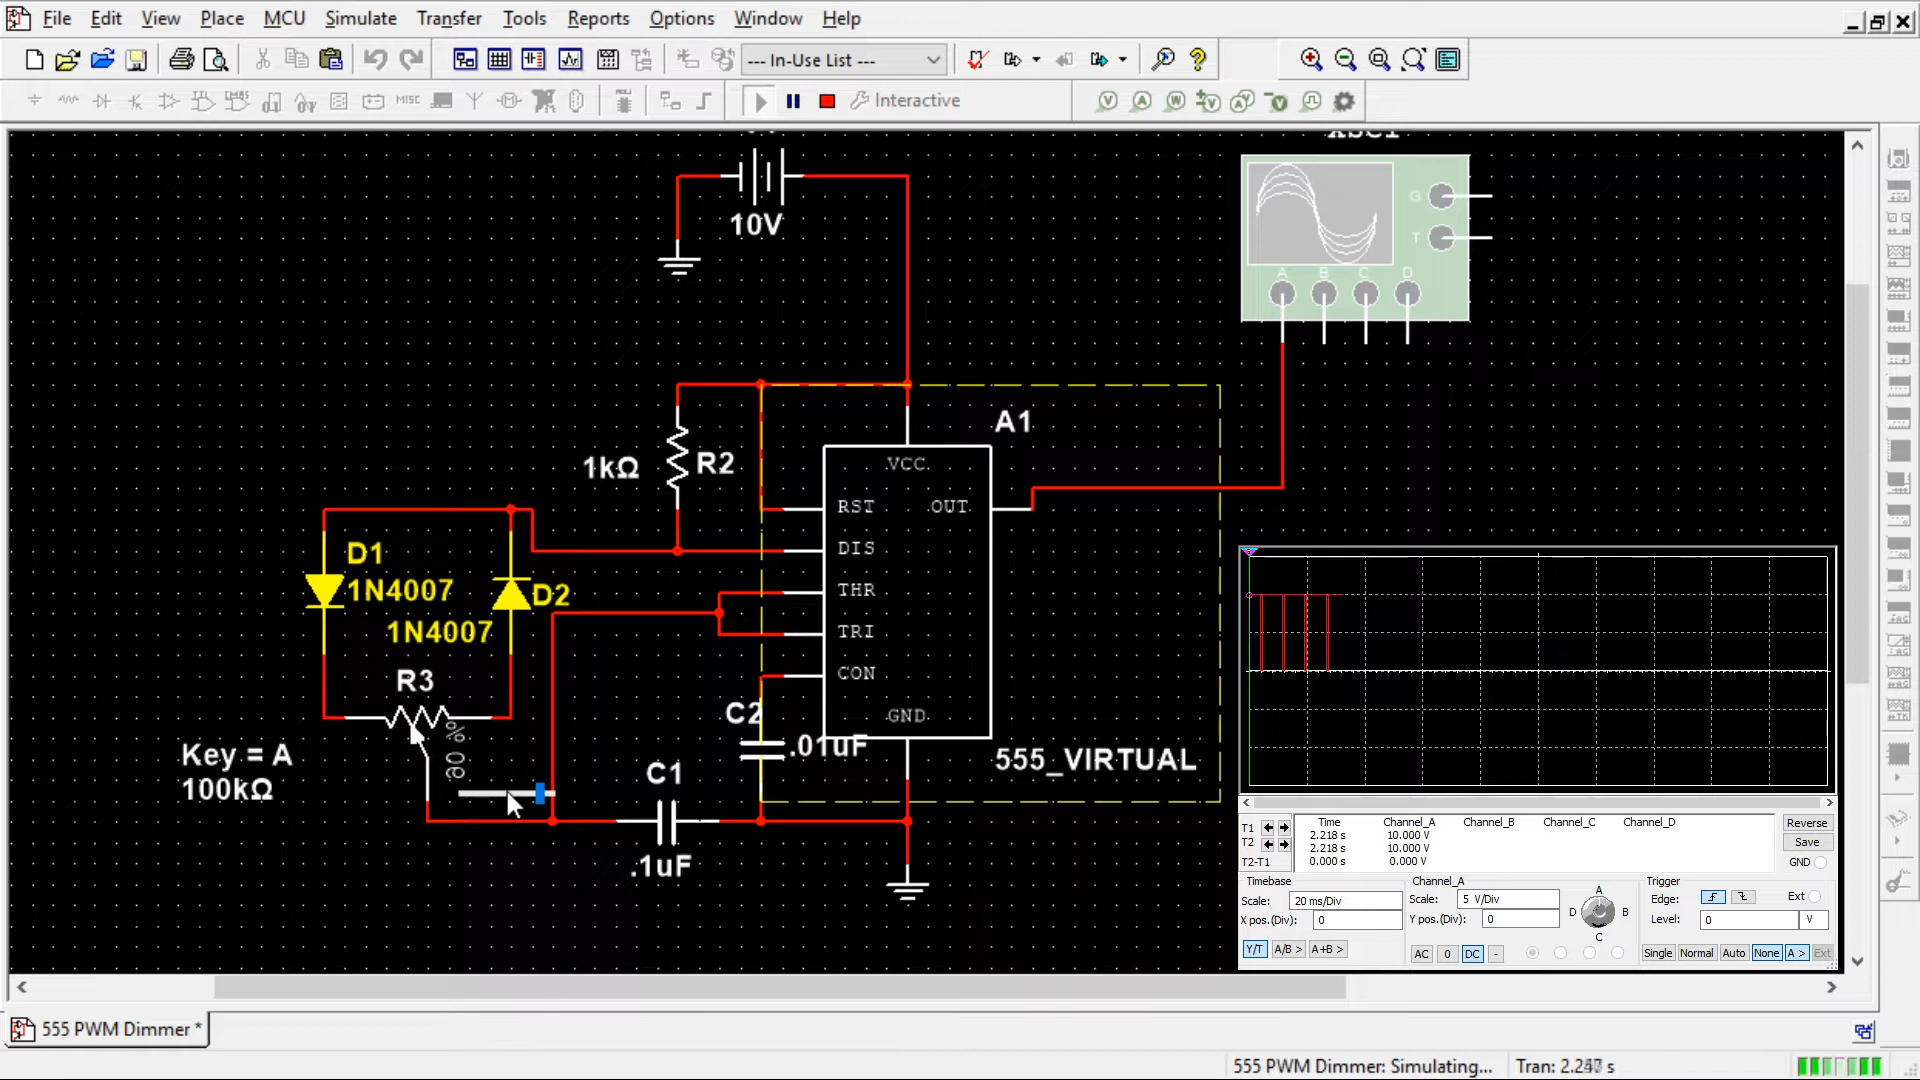 File Edit View Place MCU Simulate Transfer Tools Reports Options Window Help
--- In-Use List ---
MISC
Interactive
XSC1
10V
G
T
A B C D
A1
1kΩ
R2
VCC
RST OUT
DIS
THR
TRI
CON
GND
D1
1N4007
D2
1N4007
R3
90 %
Key = A
100kΩ
C2
.01uF
C1
.1uF
555_VIRTUAL
Time Channel_A Channel_B Channel_C Channel_D
T1 2.218 s 10.000 V
T2 2.218 s 10.000 V
T2-T1 0.000 s 0.000 V
Reverse
Save
GND
Timebase
Scale: 20 ms/Div
X pos.(Div): 0
Y/T A/B > A+B >
Channel_A
Scale: 5 V/Div
Y pos.(Div): 0
AC 0 DC -
A
D B
C
Trigger
Edge: Ext
Level: 0 V
Single Normal Auto None A > Ext
555 PWM Dimmer *
555 PWM Dimmer: Simulating... Tran: s